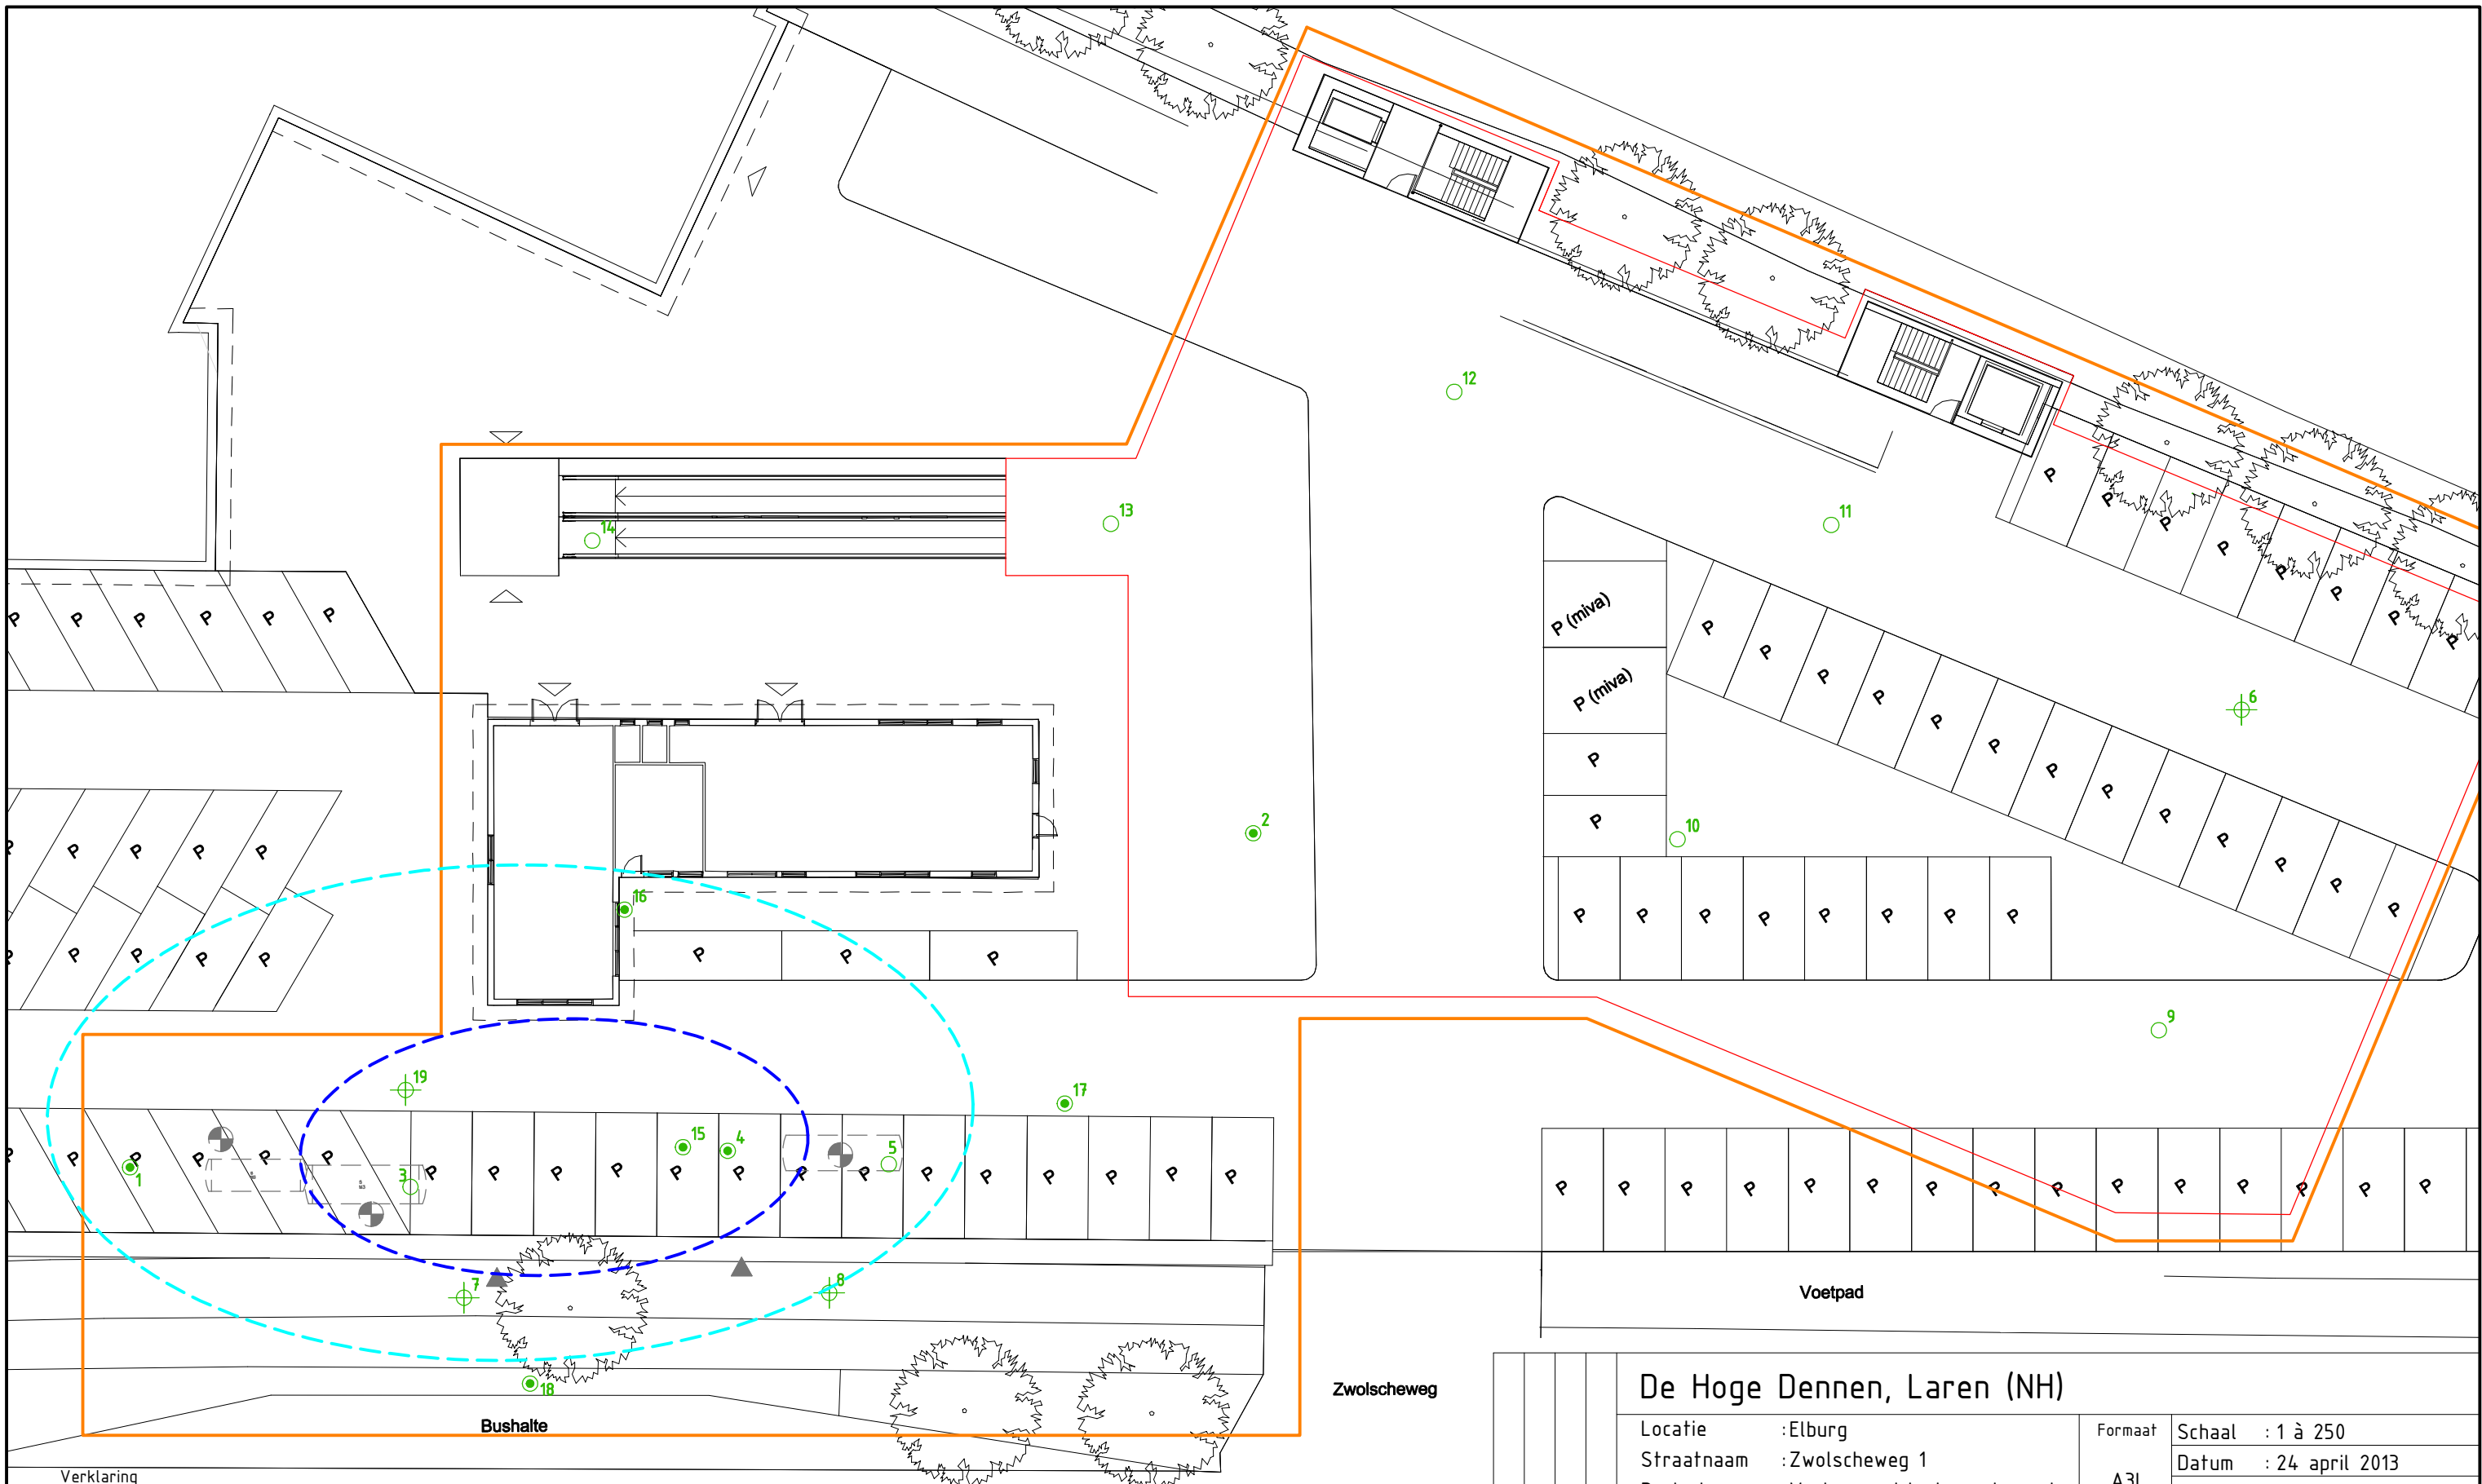 12
13
14
11
P (miva)
P (miva)
P
P
P P P P P P
P P P P P P P P
P P P P P P P P P P P P P
6
2
10
P P P P P
16
P P P P P P P P
P P P
P P P P P
9
19
17
15
4
5
1
3
P P P P P P
P P P P P P P P P P P P P P
P P P P P P P P P P P P P P P
7
8
18
Voetpad
Zwolscheweg
Bushalte
Verklaring
De Hoge Dennen, Laren (NH)
Locatie : Elburg
Straatnaam : Zwolscheweg 1
Formaat
A3L
Schaal : 1 à 250
Datum : 24 april 2013